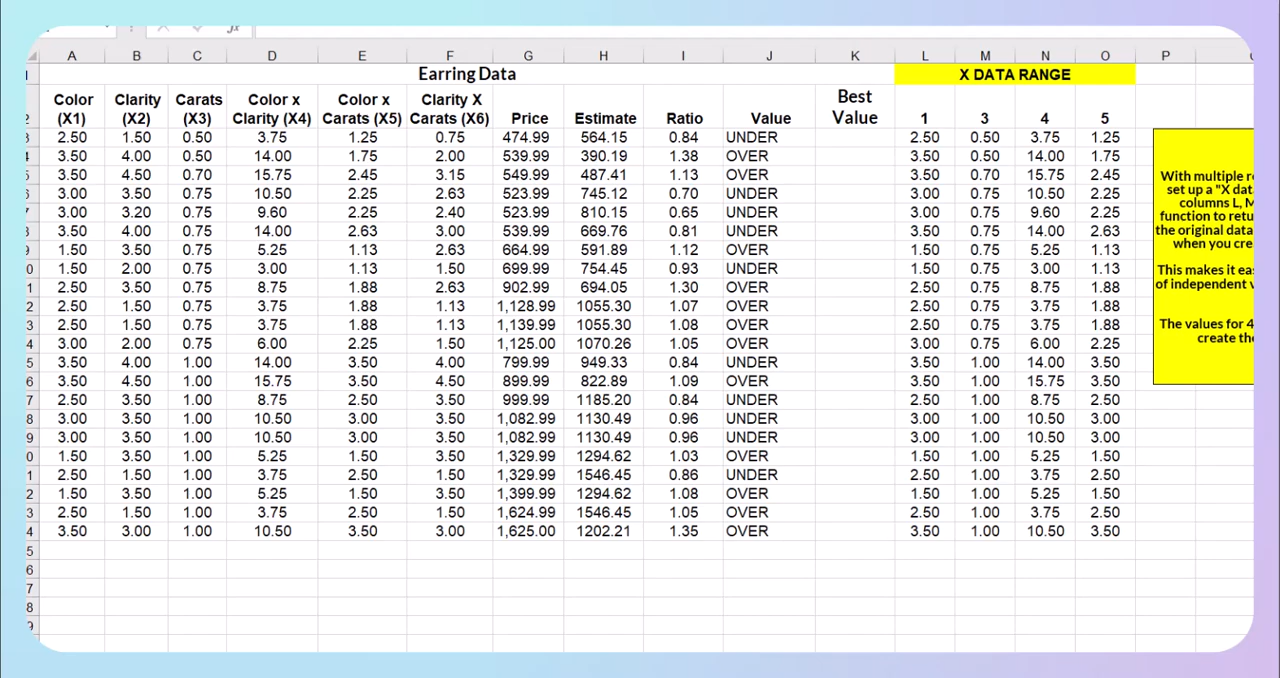 fx
A B C D E F G H I J K L M N O P
Earring Data X DATA RANGE
Color (X1) Clarity (X2) Carats (X3) Color x Clarity (X4) Color x Carats (X5) Clarity X Carats (X6) Price Estimate Ratio Value Best Value 1 3 4 5
2.50 1.50 0.50 3.75 1.25 0.75 474.99 564.15 0.84 UNDER 2.50 0.50 3.75 1.25
3.50 4.00 0.50 14.00 1.75 2.00 539.99 390.19 1.38 OVER 3.50 0.50 14.00 1.75
3.50 4.50 0.70 15.75 2.45 3.15 549.99 487.41 1.13 OVER 3.50 0.70 15.75 2.45
3.00 3.50 0.75 10.50 2.25 2.63 523.99 745.12 0.70 UNDER 3.00 0.75 10.50 2.25
3.00 3.20 0.75 9.60 2.25 2.40 523.99 810.15 0.65 UNDER 3.00 0.75 9.60 2.25
3.50 4.00 0.75 14.00 2.63 3.00 539.99 669.76 0.81 UNDER 3.50 0.75 14.00 2.63
1.50 3.50 0.75 5.25 1.13 2.63 664.99 591.89 1.12 OVER 1.50 0.75 5.25 1.13
1.50 2.00 0.75 3.00 1.13 1.50 699.99 754.45 0.93 UNDER 1.50 0.75 3.00 1.13
2.50 3.50 0.75 8.75 1.88 2.63 902.99 694.05 1.30 OVER 2.50 0.75 8.75 1.88
2.50 1.50 0.75 3.75 1.88 1.13 1,128.99 1055.30 1.07 OVER 2.50 0.75 3.75 1.88
2.50 1.50 0.75 3.75 1.88 1.13 1,139.99 1055.30 1.08 OVER 2.50 0.75 3.75 1.88
3.00 2.00 0.75 6.00 2.25 1.50 1,125.00 1070.26 1.05 OVER 3.00 0.75 6.00 2.25
3.50 4.00 1.00 14.00 3.50 4.00 799.99 949.33 0.84 UNDER 3.50 1.00 14.00 3.50
3.50 4.50 1.00 15.75 3.50 4.50 899.99 822.89 1.09 OVER 3.50 1.00 15.75 3.50
2.50 3.50 1.00 8.75 2.50 3.50 999.99 1185.20 0.84 UNDER 2.50 1.00 8.75 2.50
3.00 3.50 1.00 10.50 3.00 3.50 1,082.99 1130.49 0.96 UNDER 3.00 1.00 10.50 3.00
3.00 3.50 1.00 10.50 3.00 3.50 1,082.99 1130.49 0.96 UNDER 3.00 1.00 10.50 3.00
1.50 3.50 1.00 5.25 1.50 3.50 1,329.99 1294.62 1.03 OVER 1.50 1.00 5.25 1.50
2.50 1.50 1.00 3.75 2.50 1.50 1,329.99 1546.45 0.86 UNDER 2.50 1.00 3.75 2.50
1.50 3.50 1.00 5.25 1.50 3.50 1,399.99 1294.62 1.08 OVER 1.50 1.00 5.25 1.50
2.50 1.50 1.00 3.75 2.50 1.50 1,624.99 1546.45 1.05 OVER 2.50 1.00 3.75 2.50
3.50 3.00 1.00 10.50 3.50 3.00 1,625.00 1202.21 1.35 OVER 3.50 1.00 10.50 3.50
With multiple
set up a "X
columns L,
function to
the original data
when you
This makes it
of independent
The values for 4
create